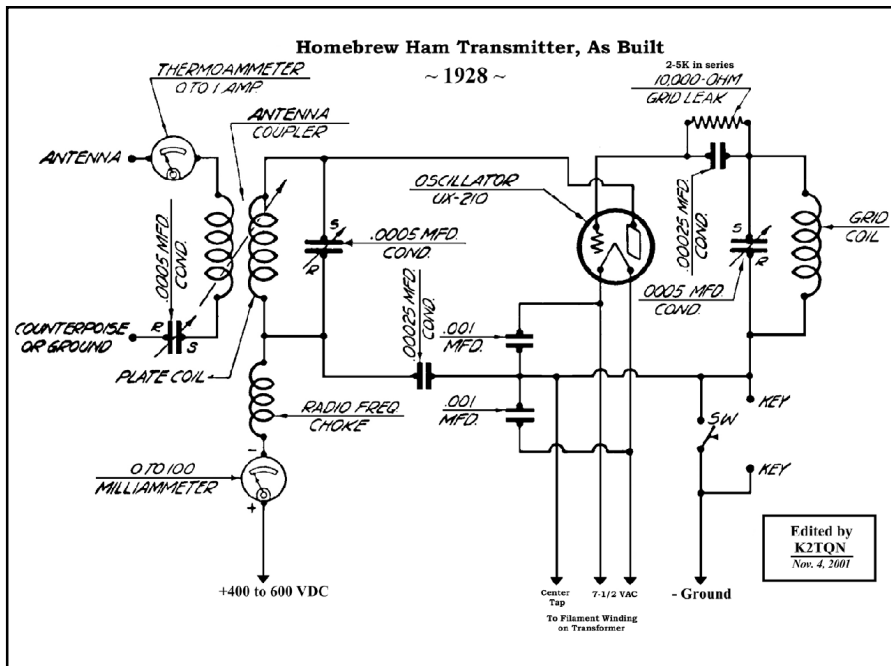 Homebrew Ham Transmitter, As Built
~ 1928 ~
THERMOAMMETER
0 TO 1 AMP.
ANTENNA
COUPLER
2-5K in series
10,000-OHM
GRID LEAK
ANTENNA
OSCILLATOR
UX-210
.0005 MFD.
COND.
S
R
.0005 MFD.
COND.
.00025 MFD.
COND.
S
R
GRID
COIL
.0005 MFD.
COND.
COUNTERPOISE
OR GROUND
R
S
.00025 MFD.
COND.
.001
MFD.
PLATE COIL
RADIO FREQ.
CHOKE
.001
MFD.
SW
KEY
KEY
0 TO 100
MILLIAMMETER
-
+
+400 to 600 VDC
Center
Tap
7-1/2 VAC
To Filament Winding
on Transformer
- Ground
Edited by
K2TQN
Nov. 4, 2001